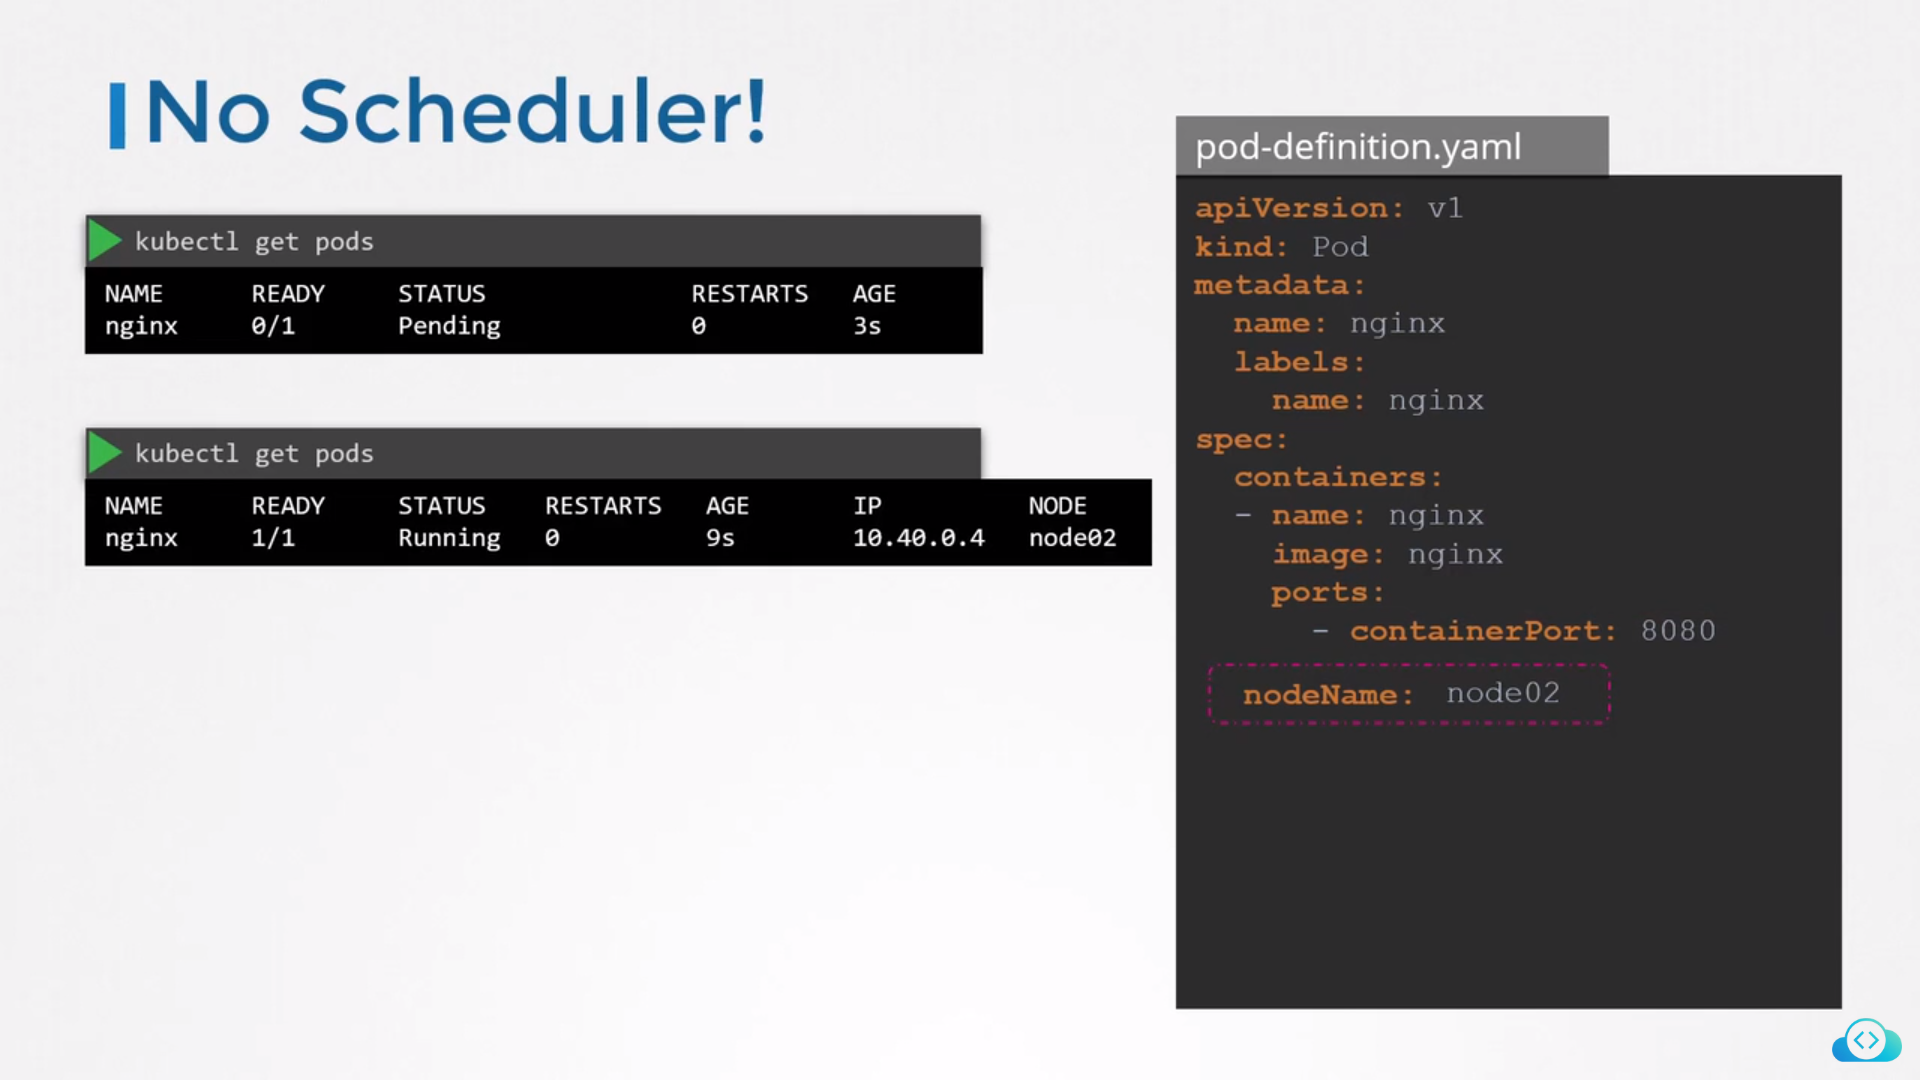 No Scheduler!
kubectl get pods
NAME READY STATUS RESTARTS AGE
nginx 0/1 Pending 0 3s
kubectl get pods
NAME READY STATUS RESTARTS AGE IP NODE
nginx 1/1 Running 0 9s 10.40.0.4 node02
pod-definition.yaml
apiVersion: v1
kind: Pod
metadata:
  name: nginx
  labels:
    name: nginx
spec:
  containers:
  - name: nginx
    image: nginx
    ports:
      - containerPort: 8080
  nodeName: node02